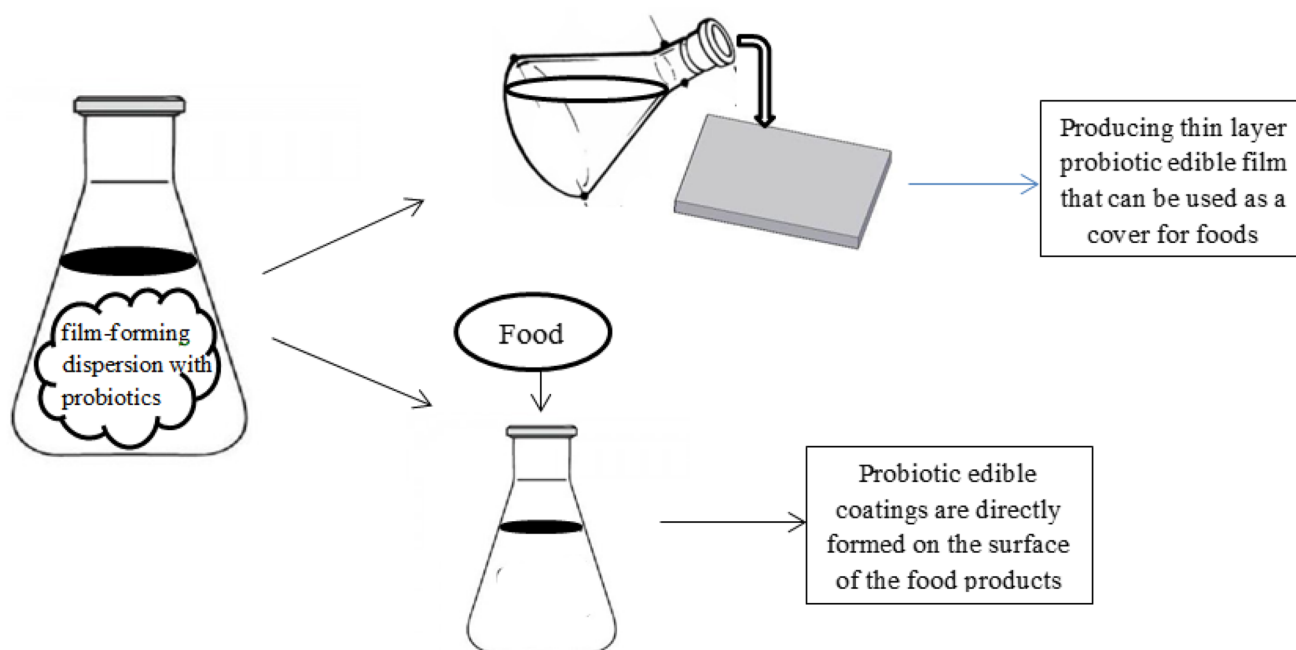 film-forming
dispersion with
probiotics
Producing thin layer
probiotic edible film
that can be used as a
cover for foods
Food
Probiotic edible
coatings are directly
formed on the surface
of the food products